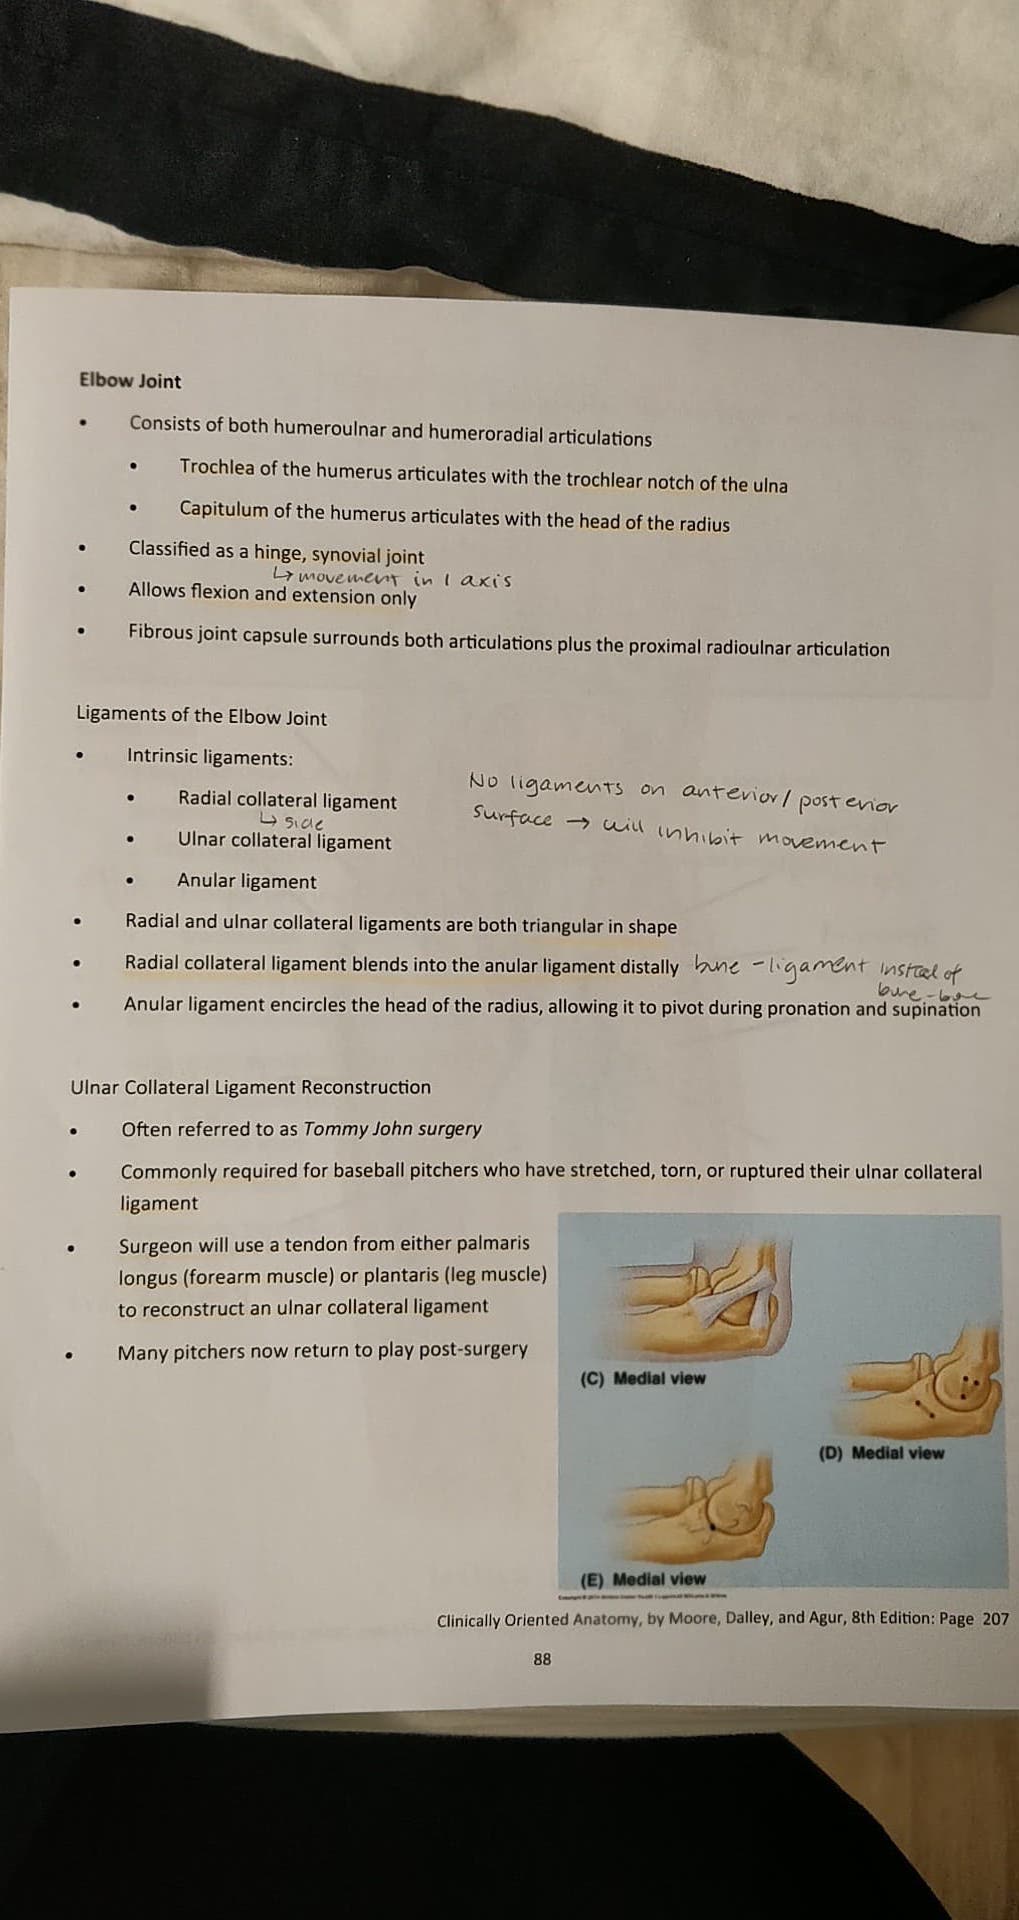 Elbow Joint
• Consists of both humeroulnar and humeroradial articulations
• Trochlea of the humerus articulates with the trochlear notch of the ulna
• Capitulum of the humerus articulates with the head of the radius
• Classified as a hinge, synovial joint
↳ movement in 1 axis
• Allows flexion and extension only
• Fibrous joint capsule surrounds both articulations plus the proximal radioulnar articulation
Ligaments of the Elbow Joint
• Intrinsic ligaments:
• Radial collateral ligament
↳ side
• Ulnar collateral ligament
• Anular ligament
No ligaments on anterior/posterior
surface → will inhibit movement
• Radial and ulnar collateral ligaments are both triangular in shape
• Radial collateral ligament blends into the anular ligament distally bone - ligament instead of
bone - bone
• Anular ligament encircles the head of the radius, allowing it to pivot during pronation and supination
Ulnar Collateral Ligament Reconstruction
• Often referred to as Tommy John surgery
• Commonly required for baseball pitchers who have stretched, torn, or ruptured their ulnar collateral
ligament
• Surgeon will use a tendon from either palmaris
longus (forearm muscle) or plantaris (leg muscle)
to reconstruct an ulnar collateral ligament
• Many pitchers now return to play post-surgery
(C) Medial view
(D) Medial view
(E) Medial view
Clinically Oriented Anatomy, by Moore, Dalley, and Agur, 8th Edition: Page 207
88